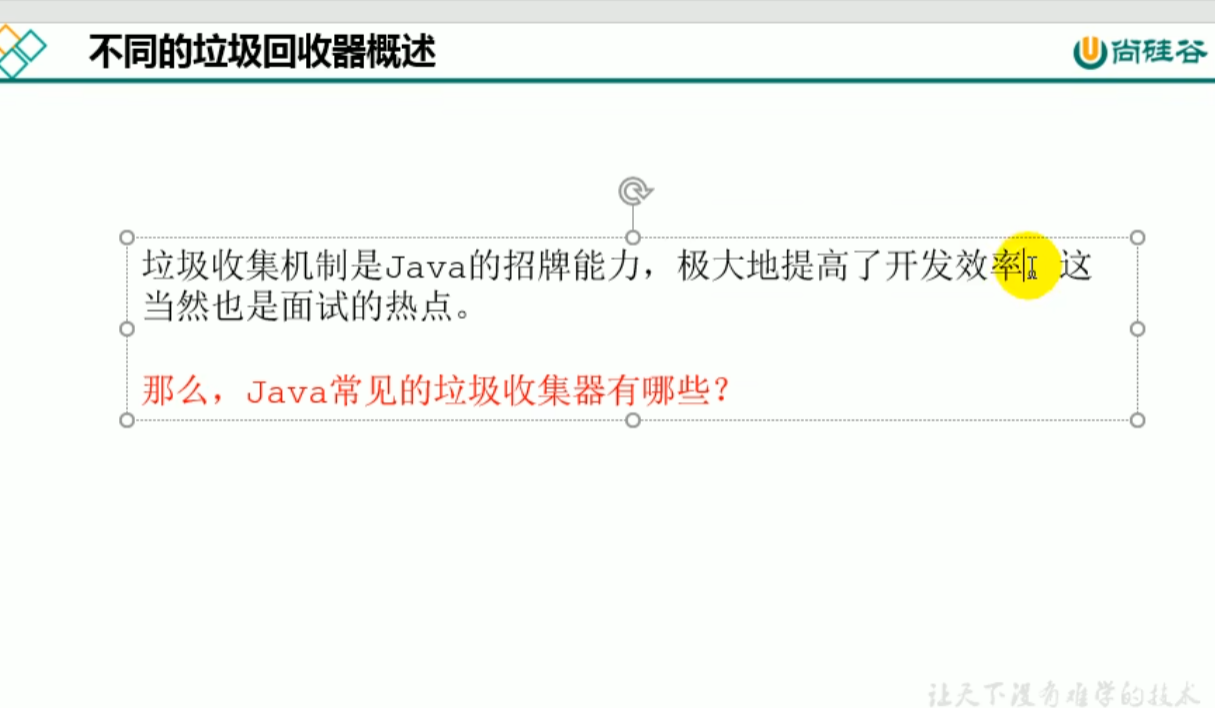 不同的垃圾回收器概述
尚硅谷
垃圾收集机制是Java的招牌能力，极大地提高了开发效率。这
当然也是面试的热点。
那么，Java常见的垃圾收集器有哪些？
让天下没有难学的技术